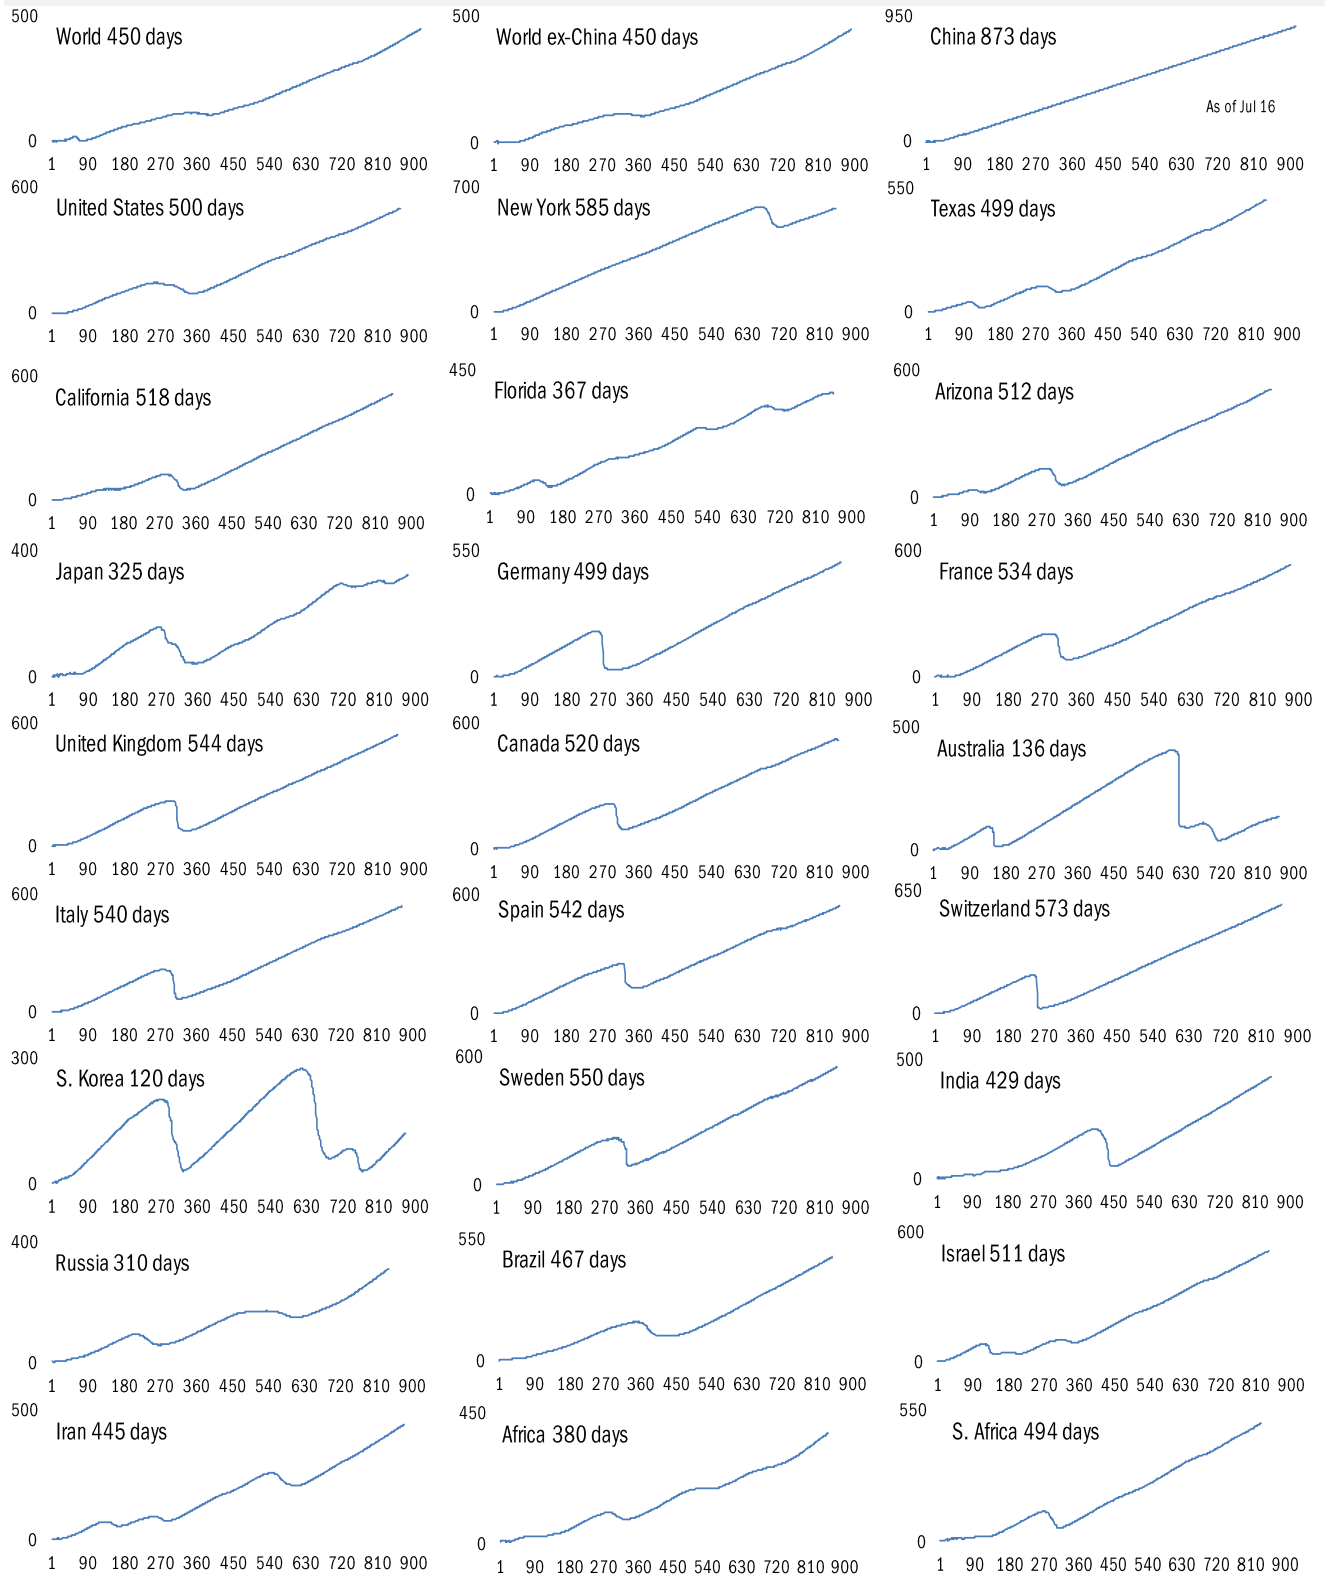 500
World 450 days
0
1 90 180 270 360 450 540 630 720 810 900
500
World ex-China 450 days
0
1 90 180 270 360 450 540 630 720 810 900
950
China 873 days
As of Jul 16
0
1 90 180 270 360 450 540 630 720 810 900
600
United States 500 days
0
1 90 180 270 360 450 540 630 720 810 900
700
New York 585 days
0
1 90 180 270 360 450 540 630 720 810 900
550
Texas 499 days
0
1 90 180 270 360 450 540 630 720 810 900
600
California 518 days
0
1 90 180 270 360 450 540 630 720 810 900
450
Florida 367 days
0
1 90 180 270 360 450 540 630 720 810 900
600
Arizona 512 days
0
1 90 180 270 360 450 540 630 720 810 900
400
Japan 325 days
0
1 90 180 270 360 450 540 630 720 810 900
550
Germany 499 days
0
1 90 180 270 360 450 540 630 720 810 900
600
France 534 days
0
1 90 180 270 360 450 540 630 720 810 900
600
United Kingdom 544 days
0
1 90 180 270 360 450 540 630 720 810 900
600
Canada 520 days
0
1 90 180 270 360 450 540 630 720 810 900
500
Australia 136 days
0
1 90 180 270 360 450 540 630 720 810 900
600
Italy 540 days
0
1 90 180 270 360 450 540 630 720 810 900
600
Spain 542 days
0
1 90 180 270 360 450 540 630 720 810 900
650
Switzerland 573 days
0
1 90 180 270 360 450 540 630 720 810 900
300
S. Korea 120 days
0
1 90 180 270 360 450 540 630 720 810 900
600
Sweden 550 days
0
1 90 180 270 360 450 540 630 720 810 900
500
India 429 days
0
1 90 180 270 360 450 540 630 720 810 900
400
Russia 310 days
0
1 90 180 270 360 450 540 630 720 810 900
550
Brazil 467 days
0
1 90 180 270 360 450 540 630 720 810 900
600
Israel 511 days
0
1 90 180 270 360 450 540 630 720 810 900
500
Iran 445 days
0
1 90 180 270 360 450 540 630 720 810 900
450
Africa 380 days
0
1 90 180 270 360 450 540 630 720 810 900
550
S. Africa 494 days
0
1 90 180 270 360 450 540 630 720 810 900